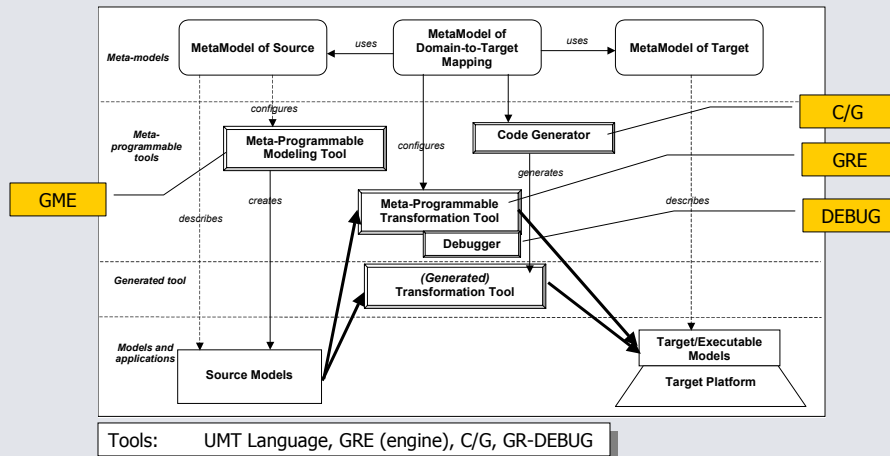 MetaModel of Source
uses
MetaModel of
Domain-to-Target
Mapping
uses
MetaModel of Target
Meta-models
configures
C/G
Meta-
programmable
tools
Meta-Programmable
Modeling Tool
configures
Code Generator
GRE
generates
GME
describes
creates
Meta-Programmable
Transformation Tool
describes
DEBUG
Debugger
Generated tool
(Generated)
Transformation Tool
Models and
applications
Source Models
Target/Executable
Models
Target Platform
Tools: UMT Language, GRE (engine), C/G, GR-DEBUG